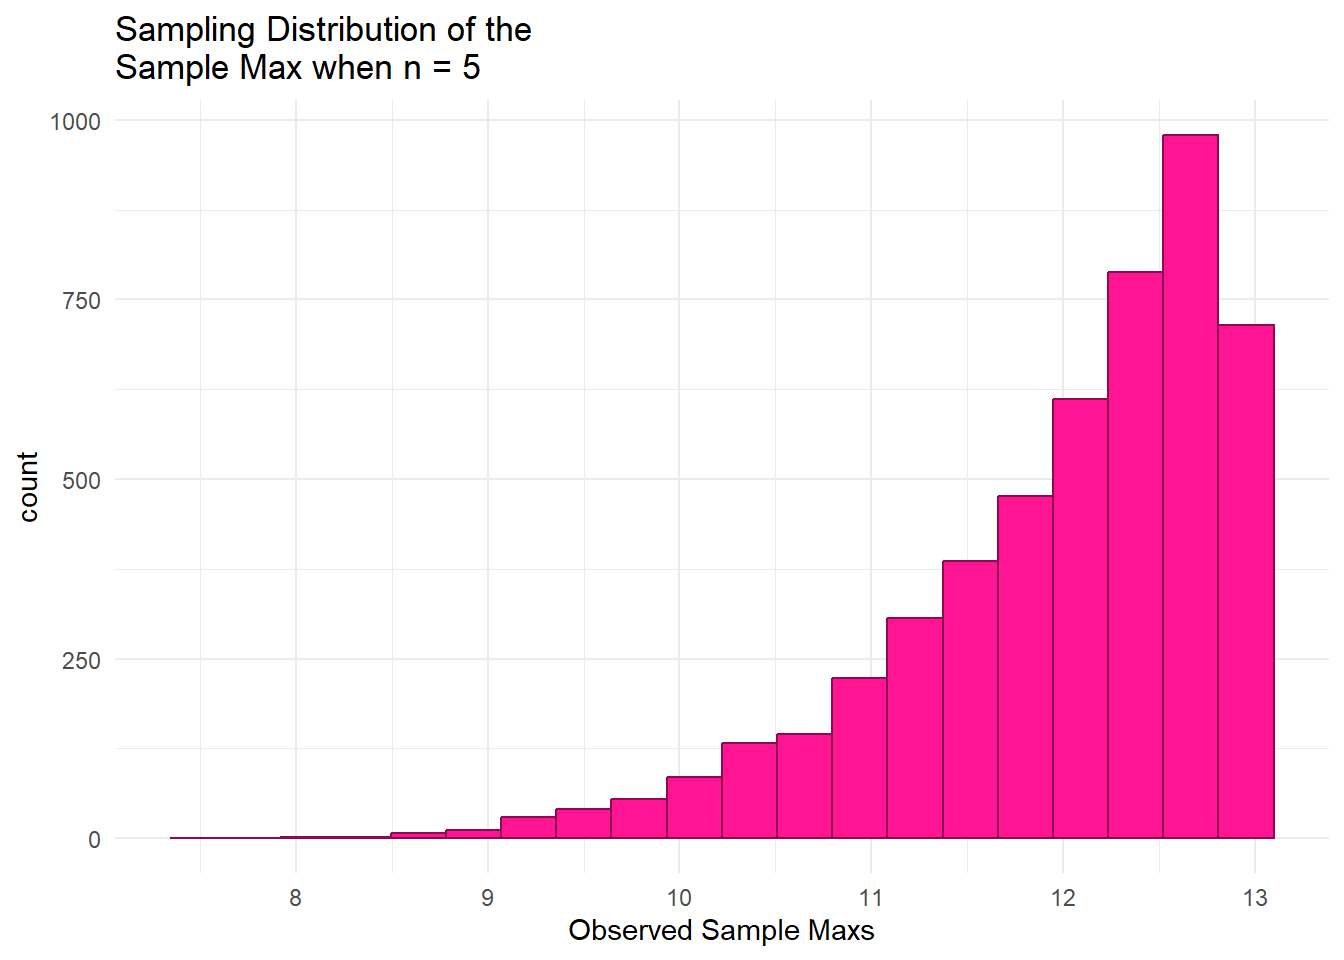 Sampling Distribution of the
Sample Max when n = 5
1000
750
500
250
0
count
8 9 10 11 12 13
Observed Sample Maxs